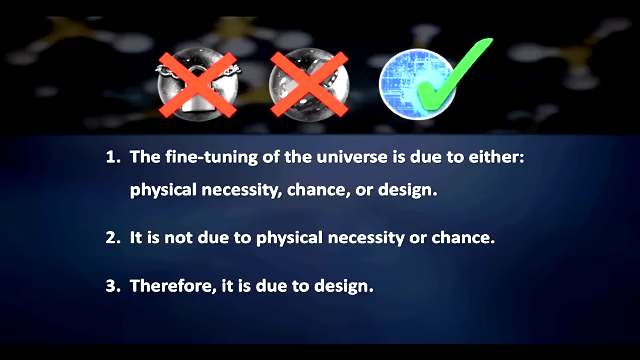 1. The fine-tuning of the universe is due to either:
physical necessity, chance, or design.
2. It is not due to physical necessity or chance.
3. Therefore, it is due to design.